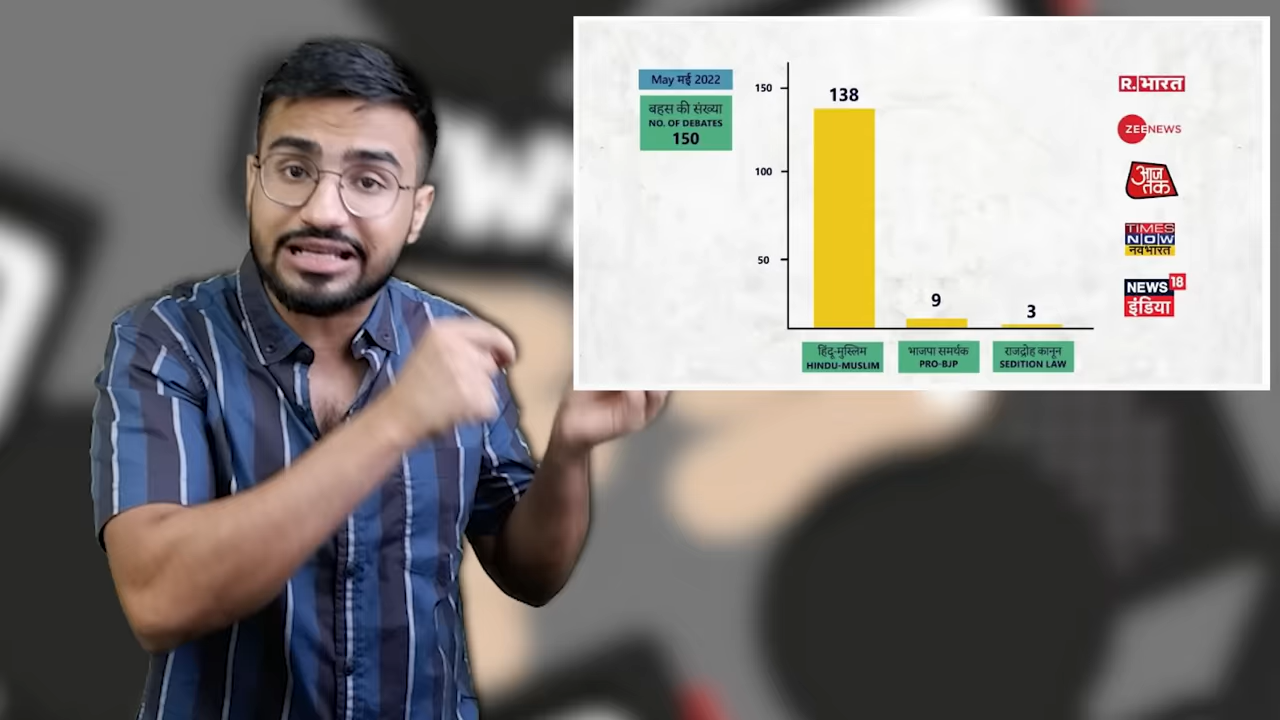 May मई 2022
बहस की संख्या
NO. OF DEBATES
150
150
100
50
138
9
3
हिंदू-मुस्लिम
HINDU-MUSLIM
भाजपा समर्थक
PRO-BJP
राजद्रोह कानून
SEDITION LAW
R. भारत
ZEE NEWS
आज
तक
TIMES
NOW
नवभारत
NEWS 18
इंडिया